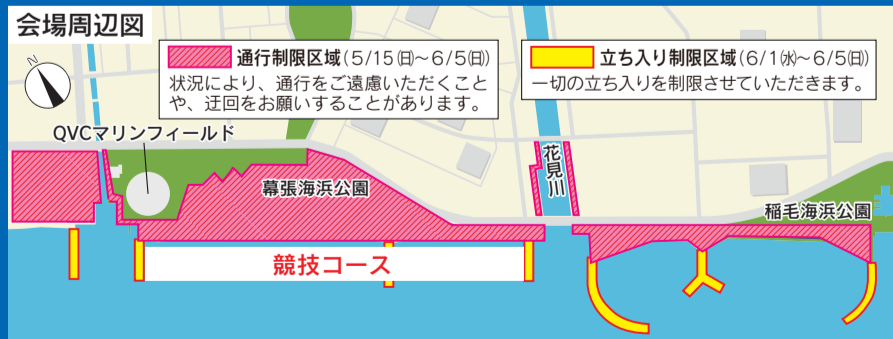 会場周辺図
N
通行制限区域(5/15(日)〜6/5(日))
状況により、通行をご遠慮いただくこと
や、迂回をお願いすることがあります。
立ち入り制限区域(6/1(水)〜6/5(日))
一切の立ち入りを制限させていただきます。
QVCマリンフィールド
幕張海浜公園
花見川
稲毛海浜公園
競技コース